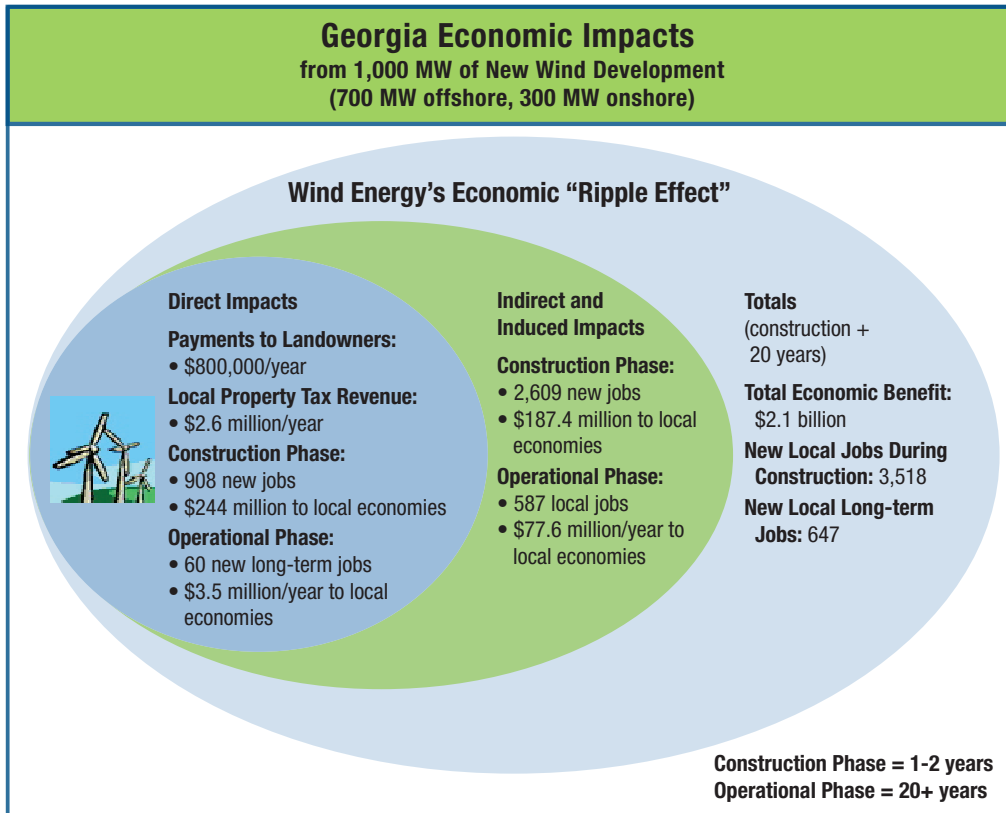 Georgia Economic Impacts
from 1,000 MW of New Wind Development
(700 MW offshore, 300 MW onshore)
Wind Energy’s Economic “Ripple Effect”
Direct Impacts
Payments to Landowners:
• $800,000/year
Local Property Tax Revenue:
• $2.6 million/year
Construction Phase:
• 908 new jobs
• $244 million to local economies
Operational Phase:
• 60 new long-term jobs
• $3.5 million/year to local
economies
Indirect and
Induced Impacts
Construction Phase:
• 2,609 new jobs
• $187.4 million to local
economies
Operational Phase:
• 587 local jobs
• $77.6 million/year to
local economies
Totals
(construction +
20 years)
Total Economic Benefit:
$2.1 billion
New Local Jobs During
Construction: 3,518
New Local Long-term
Jobs: 647
Construction Phase = 1-2 years
Operational Phase = 20+ years